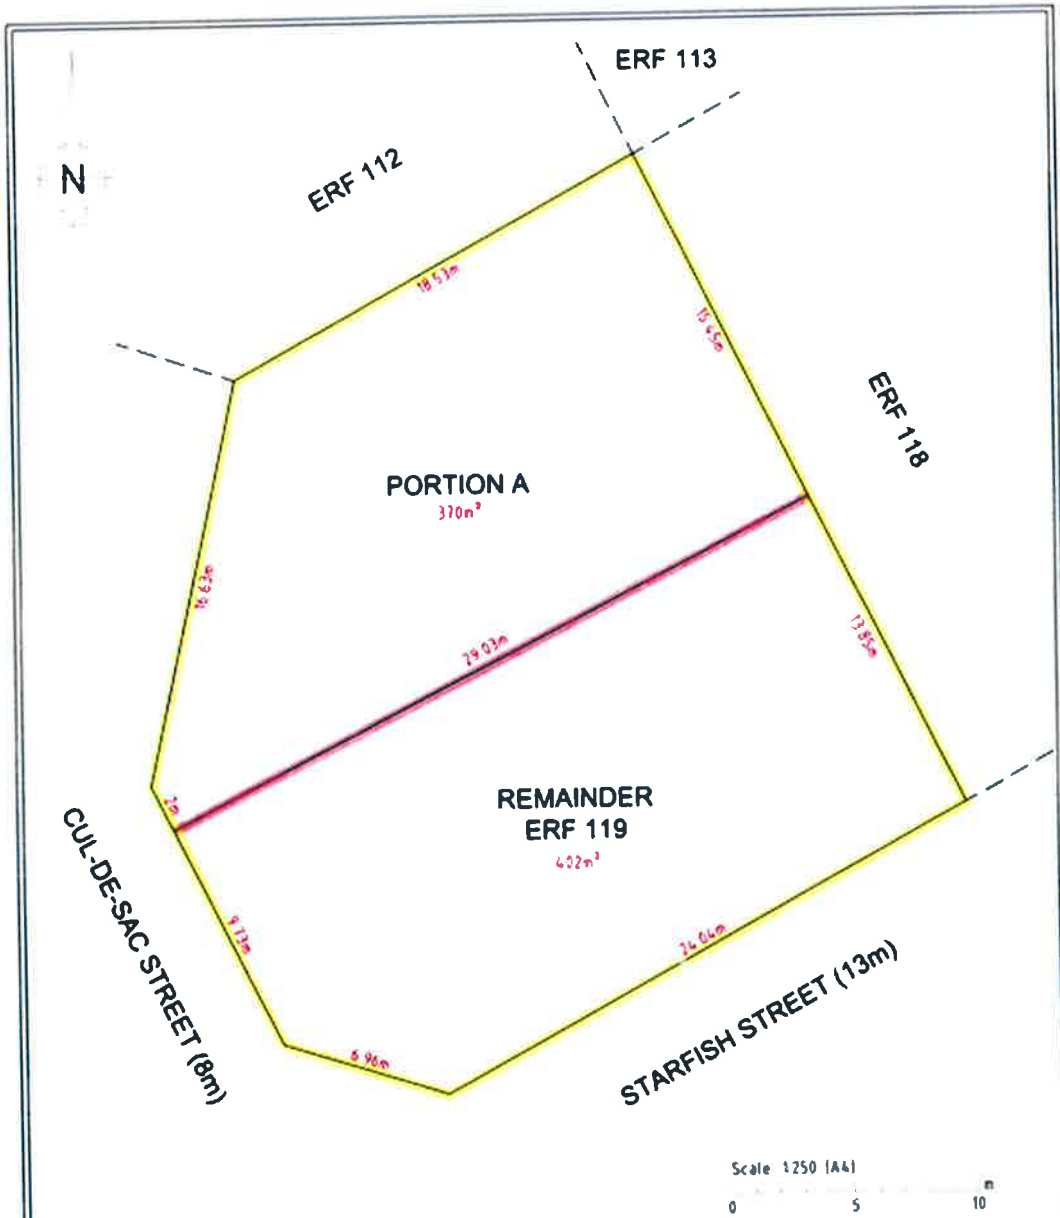 ERF 113
N
ERF 112
18.53m
15.45m
ERF 118
PORTION A
370m²
16.63m
29.03m
13.85m
2m
REMAINDER
ERF 119
402m²
CUL-DE-SAC STREET (8m)
9.73m
24.04m
6.96m
STARFISH STREET (13m)
Scale 1:250 (A4)
m
0 5 10